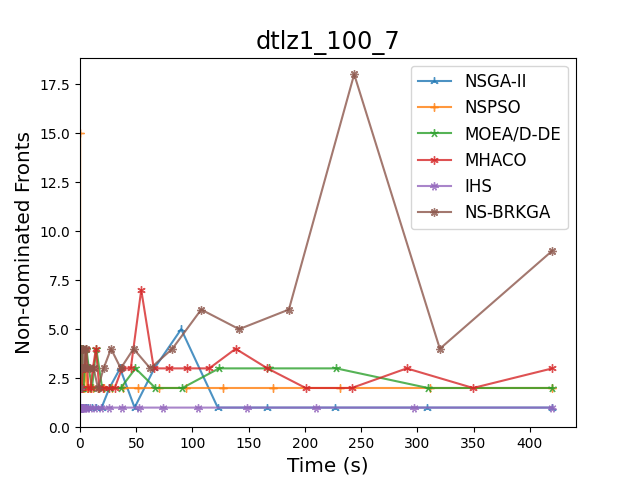 dtlz1_100_7
Non-dominated Fronts
17.5
15.0
12.5
10.0
7.5
5.0
2.5
0.0
NSGA-II
NSPSO
MOEA/D-DE
MHACO
IHS
NS-BRKGA
0 50 100 150 200 250 300 350 400
Time (s)